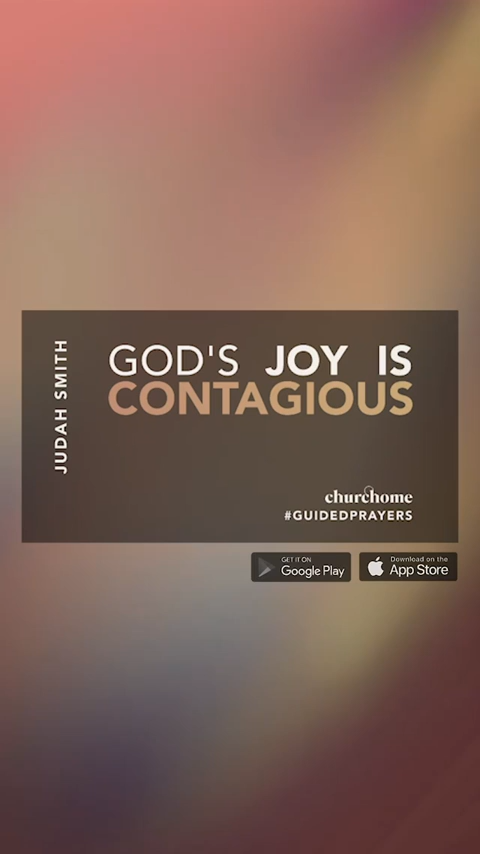 JUDAH SMITH
GOD'S JOY IS
CONTAGIOUS
churchome
#GUIDEDPRAYERS
GET IT ON
Google Play
Download on the
App Store